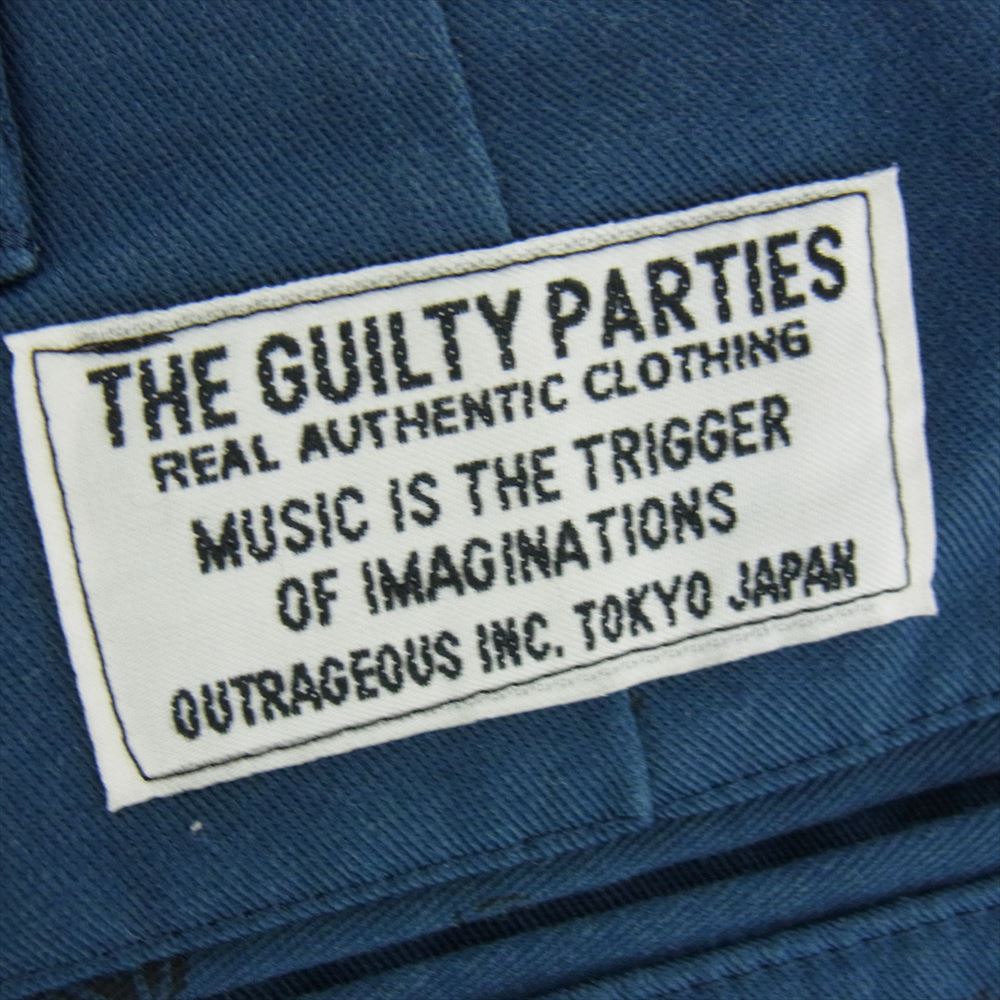 THE GUILTY PARTIES
REAL AUTHENTIC CLOTHING
MUSIC IS THE TRIGGER
OF IMAGINATIONS
OUTRAGEOUS INC. TOKYO JAPAN